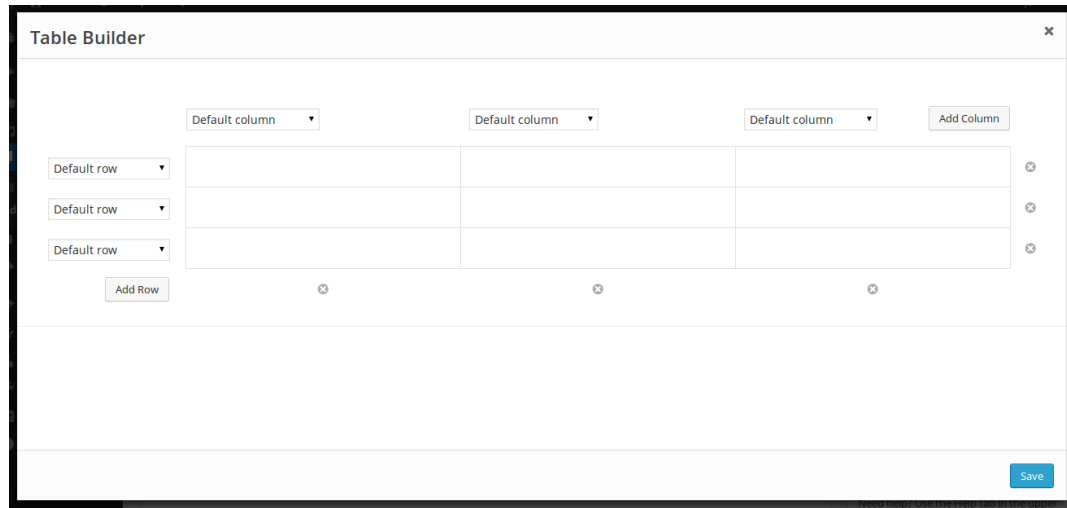 Table Builder
Default column Default column Default column Add Column
Default row
Default row
Default row
Add Row
Save
Need help? Use the Help tab in the upper